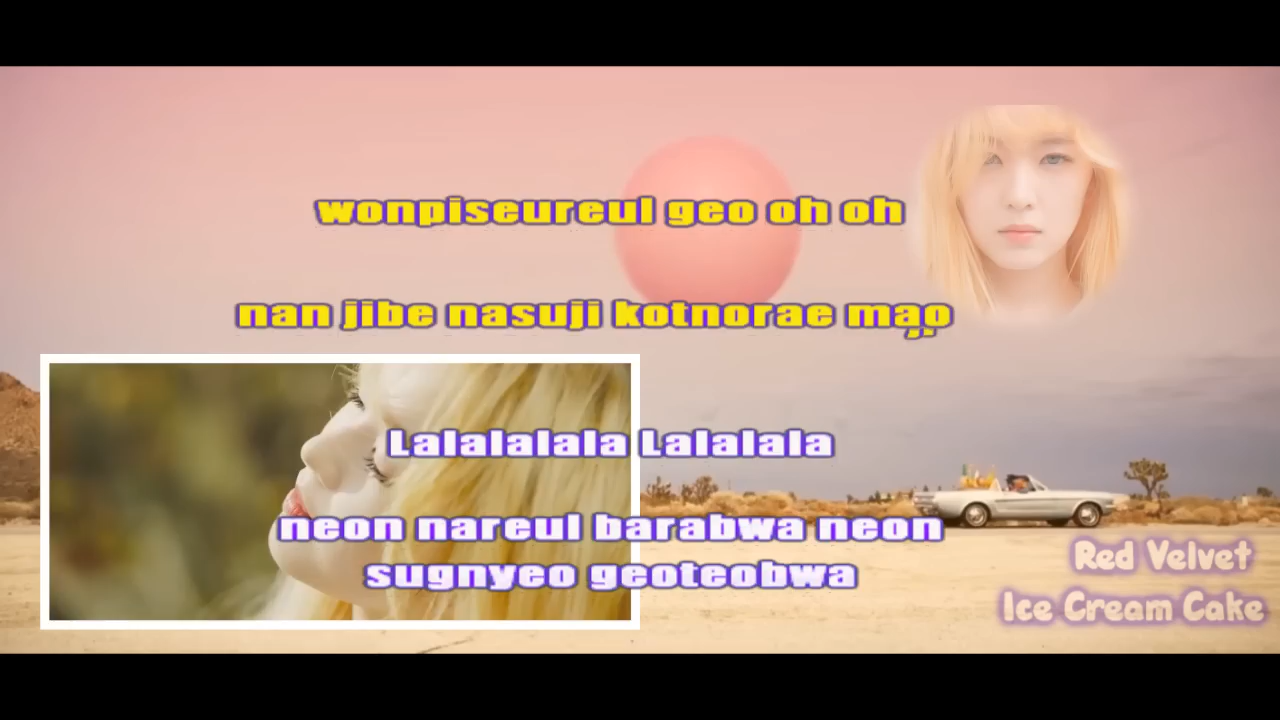 wonpiseureul geo oh oh
nan jibe nasuji kotnorae
Lalalalala Lalalala
neon nareul barabwa neon
sugnyeo geoteobwa
Red Velvet
Ice Cream Cake